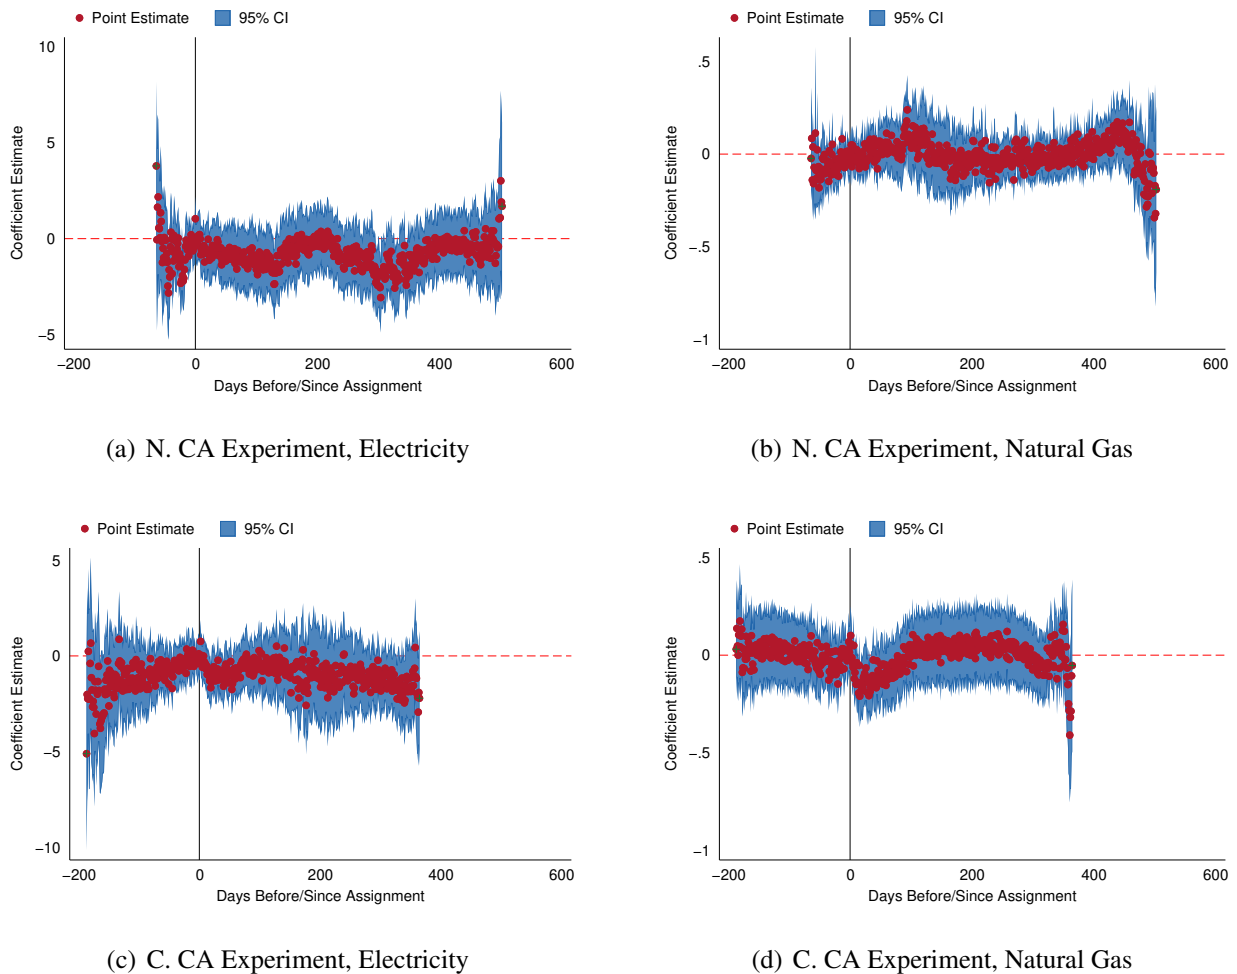 Point Estimate 95% CI
10
5
0
−5
Coefficient Estimate
−200 0 200 400 600
Days Before/Since Assignment
(a) N. CA Experiment, Electricity
Point Estimate 95% CI
.5
0
−.5
−1
Coefficient Estimate
−200 0 200 400 600
Days Before/Since Assignment
(b) N. CA Experiment, Natural Gas
Point Estimate 95% CI
5
0
−5
−10
Coefficient Estimate
−200 0 200 400 600
Days Before/Since Assignment
(c) C. CA Experiment, Electricity
Point Estimate 95% CI
.5
0
−.5
−1
Coefficient Estimate
−200 0 200 400 600
Days Before/Since Assignment
(d) C. CA Experiment, Natural Gas